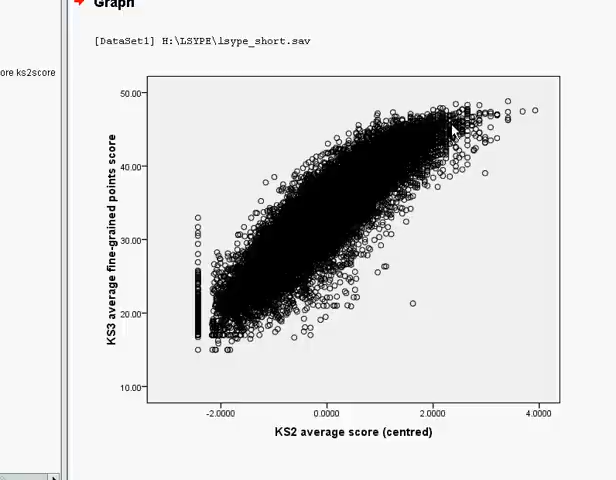 Graph
[DataSet1] H:\LSYPE\lsype_short.sav
ore ks2score
50.00
40.00
30.00
20.00
10.00
KS3 average fine-grained points score
-2.0000 0.0000 2.0000 4.0000
KS2 average score (centred)